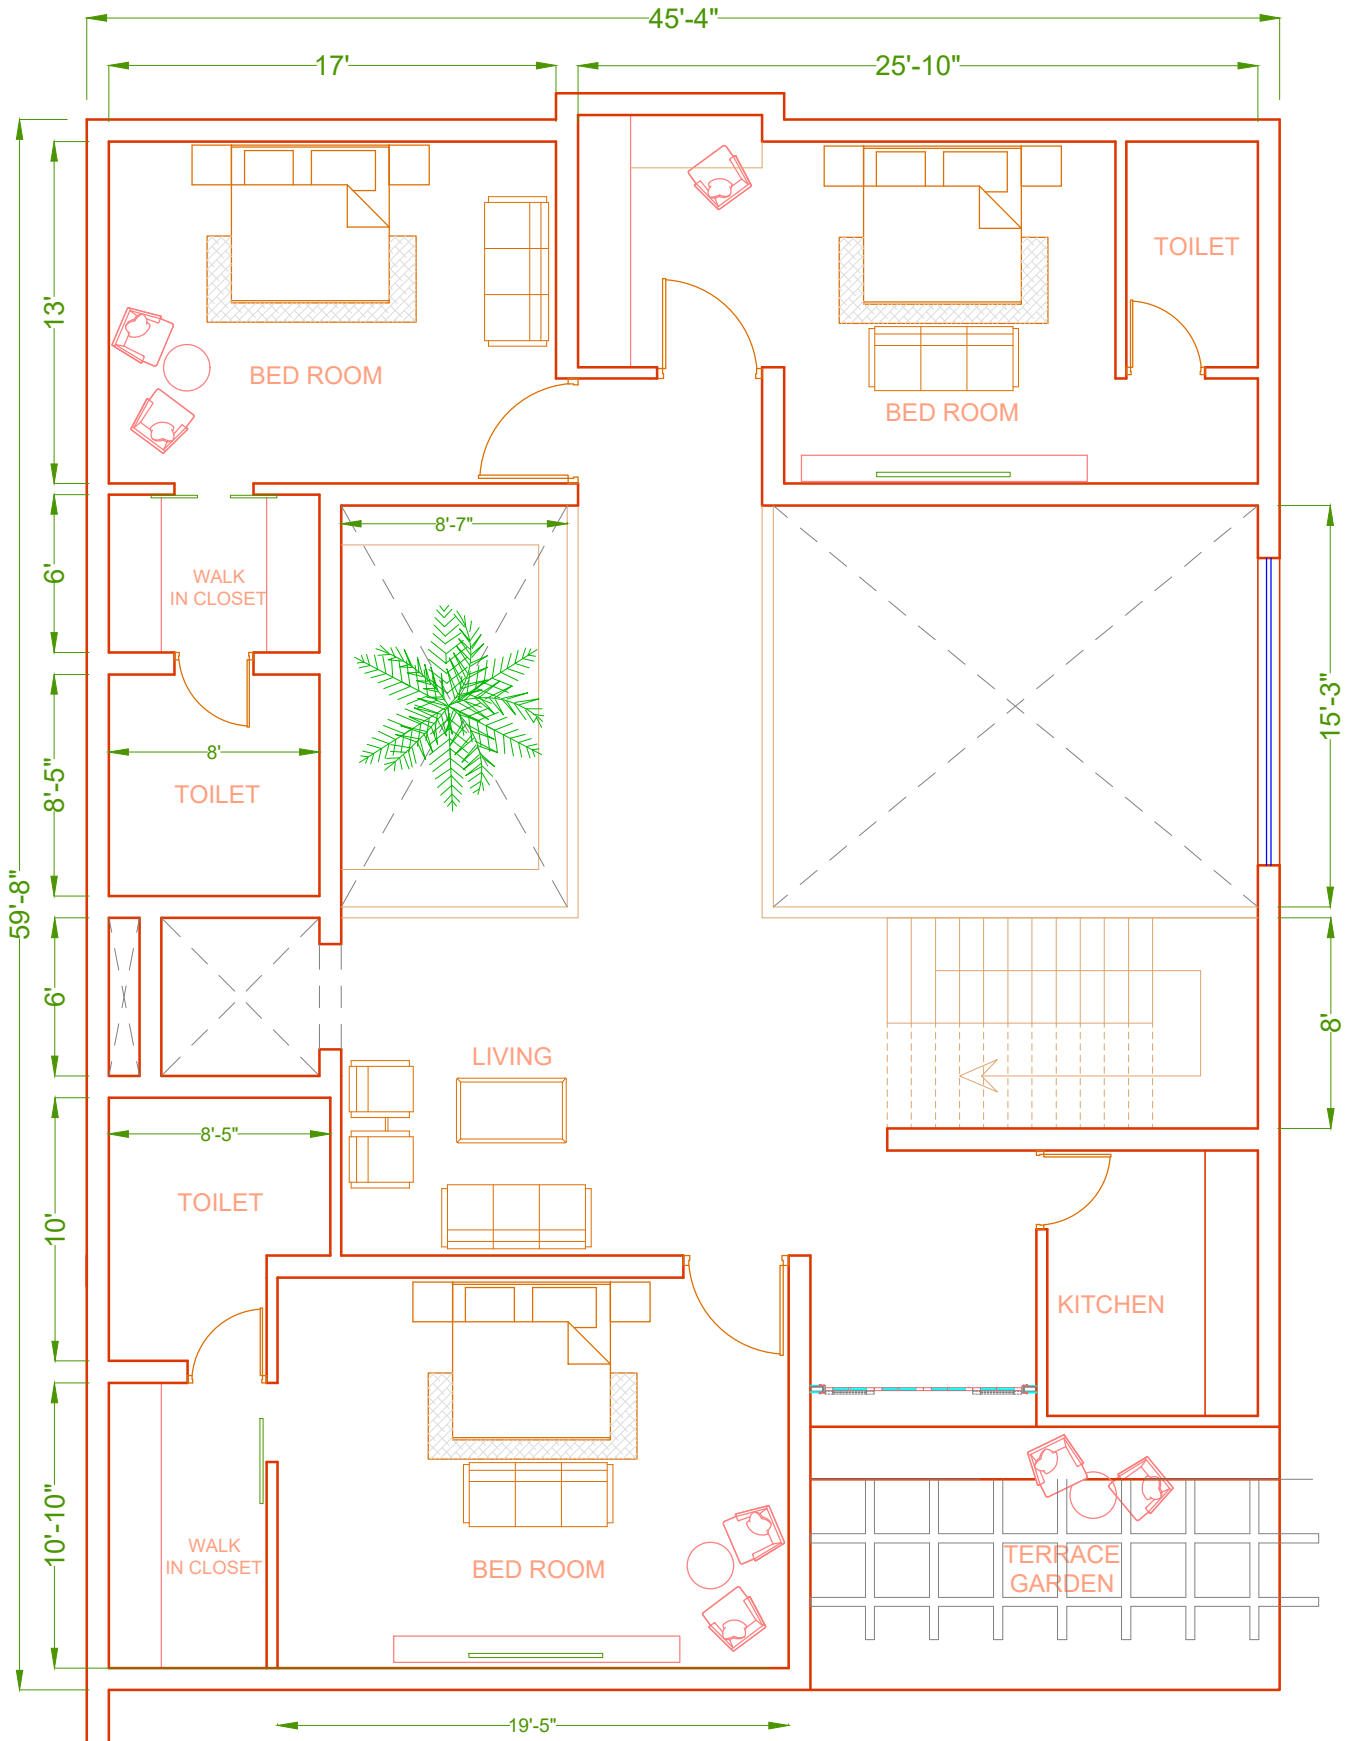 45'-4"
17'
25'-10"
13'
TOILET
BED ROOM
BED ROOM
8'-7"
6'
WALK
IN CLOSET
15'-3"
8'
8'-5"
TOILET
59'-8"
6'
8'
LIVING
8'-5"
TOILET
10'
KITCHEN
10'-10"
WALK
IN CLOSET
BED ROOM
TERRACE
GARDEN
19'-5"